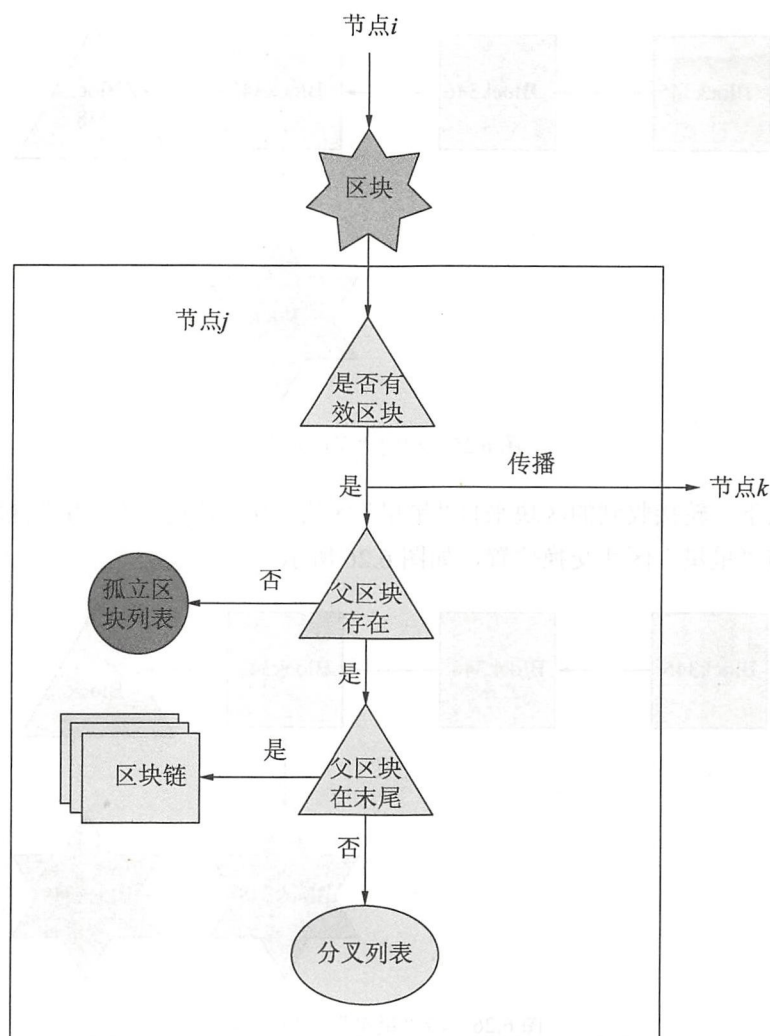 节点i
区块
节点j
是否有
效区块
传播
是
节点k
否
孤立区
块列表
父区块
存在
是
是
区块链
父区块
在末尾
否
分叉列表